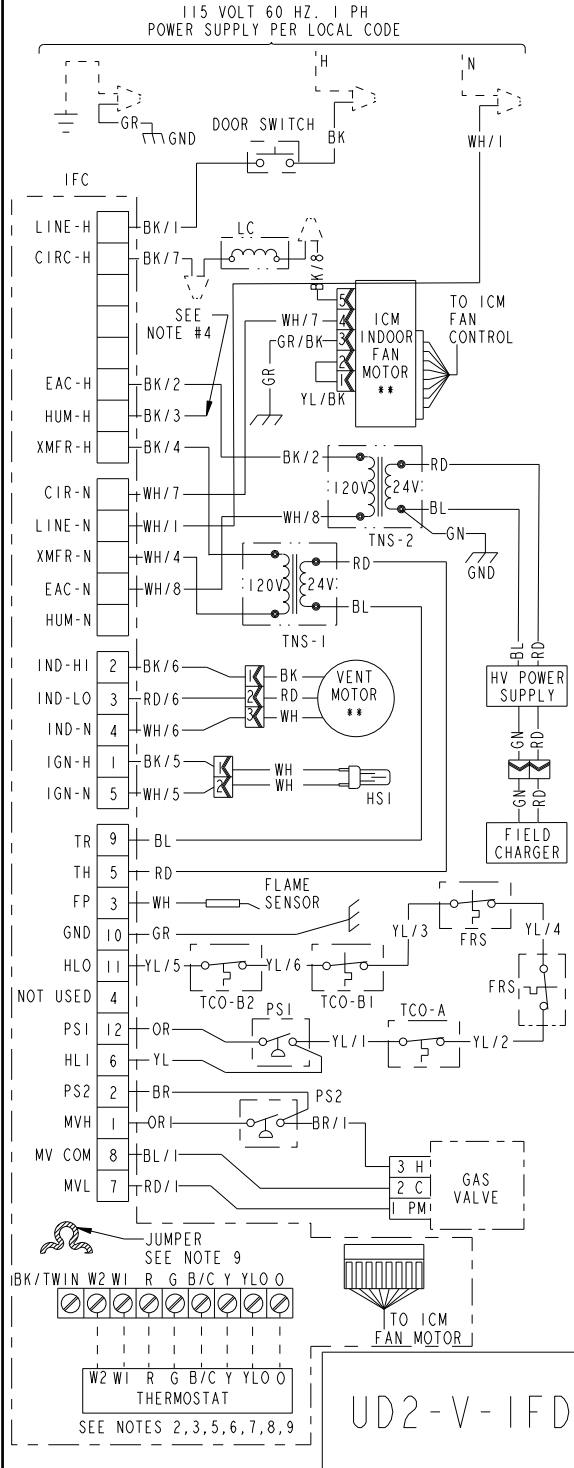 115 VOLT 60 HZ. 1 PH
POWER SUPPLY PER LOCAL CODE
H
N
GR
GND
DOOR SWITCH
BK
WH/1
IFC
LINE-H
BK/1
CIRC-H
BK/7
LC
BK/8
SEE
NOTE #4
WH/7
GR/BK
GR
YL/BK
5
4
3
2
1
ICM
INDOOR
FAN
MOTOR
**
TO ICM
FAN
CONTROL
EAC-H
BK/2
HUM-H
BK/3
XMFR-H
BK/4
BK/2
120V
24V
RD
BL
CIR-N
WH/7
LINE-N
WH/1
WH/8
TNS-2
GN
GND
XMFR-N
WH/4
EAC-N
WH/8
HUM-N
120V
24V
RD
BL
TNS-1
BL
RD
HV POWER
SUPPLY
GN
RD
GN
RD
FIELD
CHARGER
IND-HI
2
BK/6
1
BK
IND-LO
3
RD/6
2
RD
IND-N
4
WH/6
3
WH
VENT
MOTOR
**
IGN-H
1
BK/5
1
WH
IGN-N
5
WH/5
2
WH
HSI
TR
9
BL
TH
5
RD
FP
3
WH
FLAME
SENSOR
GND
10
GR
YL/3
FRS
YL/4
HLO
11
YL/5
TCO-B2
YL/6
TCO-B1
FRS
NOT USED
4
PS1
12
OR
PS1
YL/1
TCO-A
YL/2
HLI
6
YL
PS2
2
BR
PS2
MVH
1
OR1
BR/1
MV COM
8
BL/1
MVL
7
RD/1
3 H
2 C
1 PM
GAS
VALVE
JUMPER
SEE NOTE 9
BK/TWIN W2 W1 R G B/C Y YLO O
TO ICM
FAN MOTOR
W2 W1 R G B/C Y YLO O
THERMOSTAT
SEE NOTES 2,3,5,6,7,8,9
UD2-V-1FD